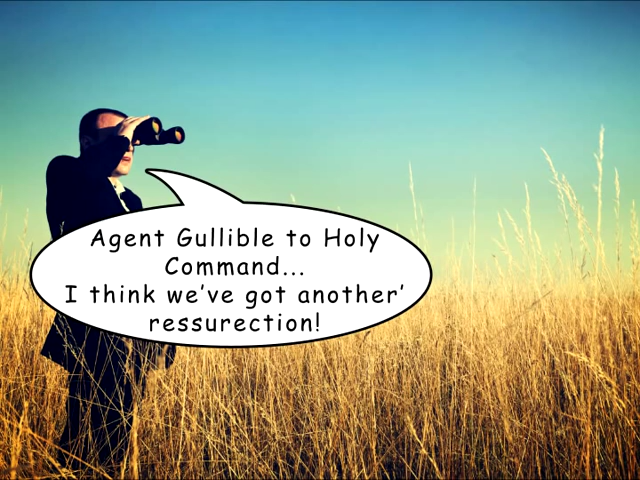 Agent Gullible to Holy
Command...
I think we've got another'
ressurection!